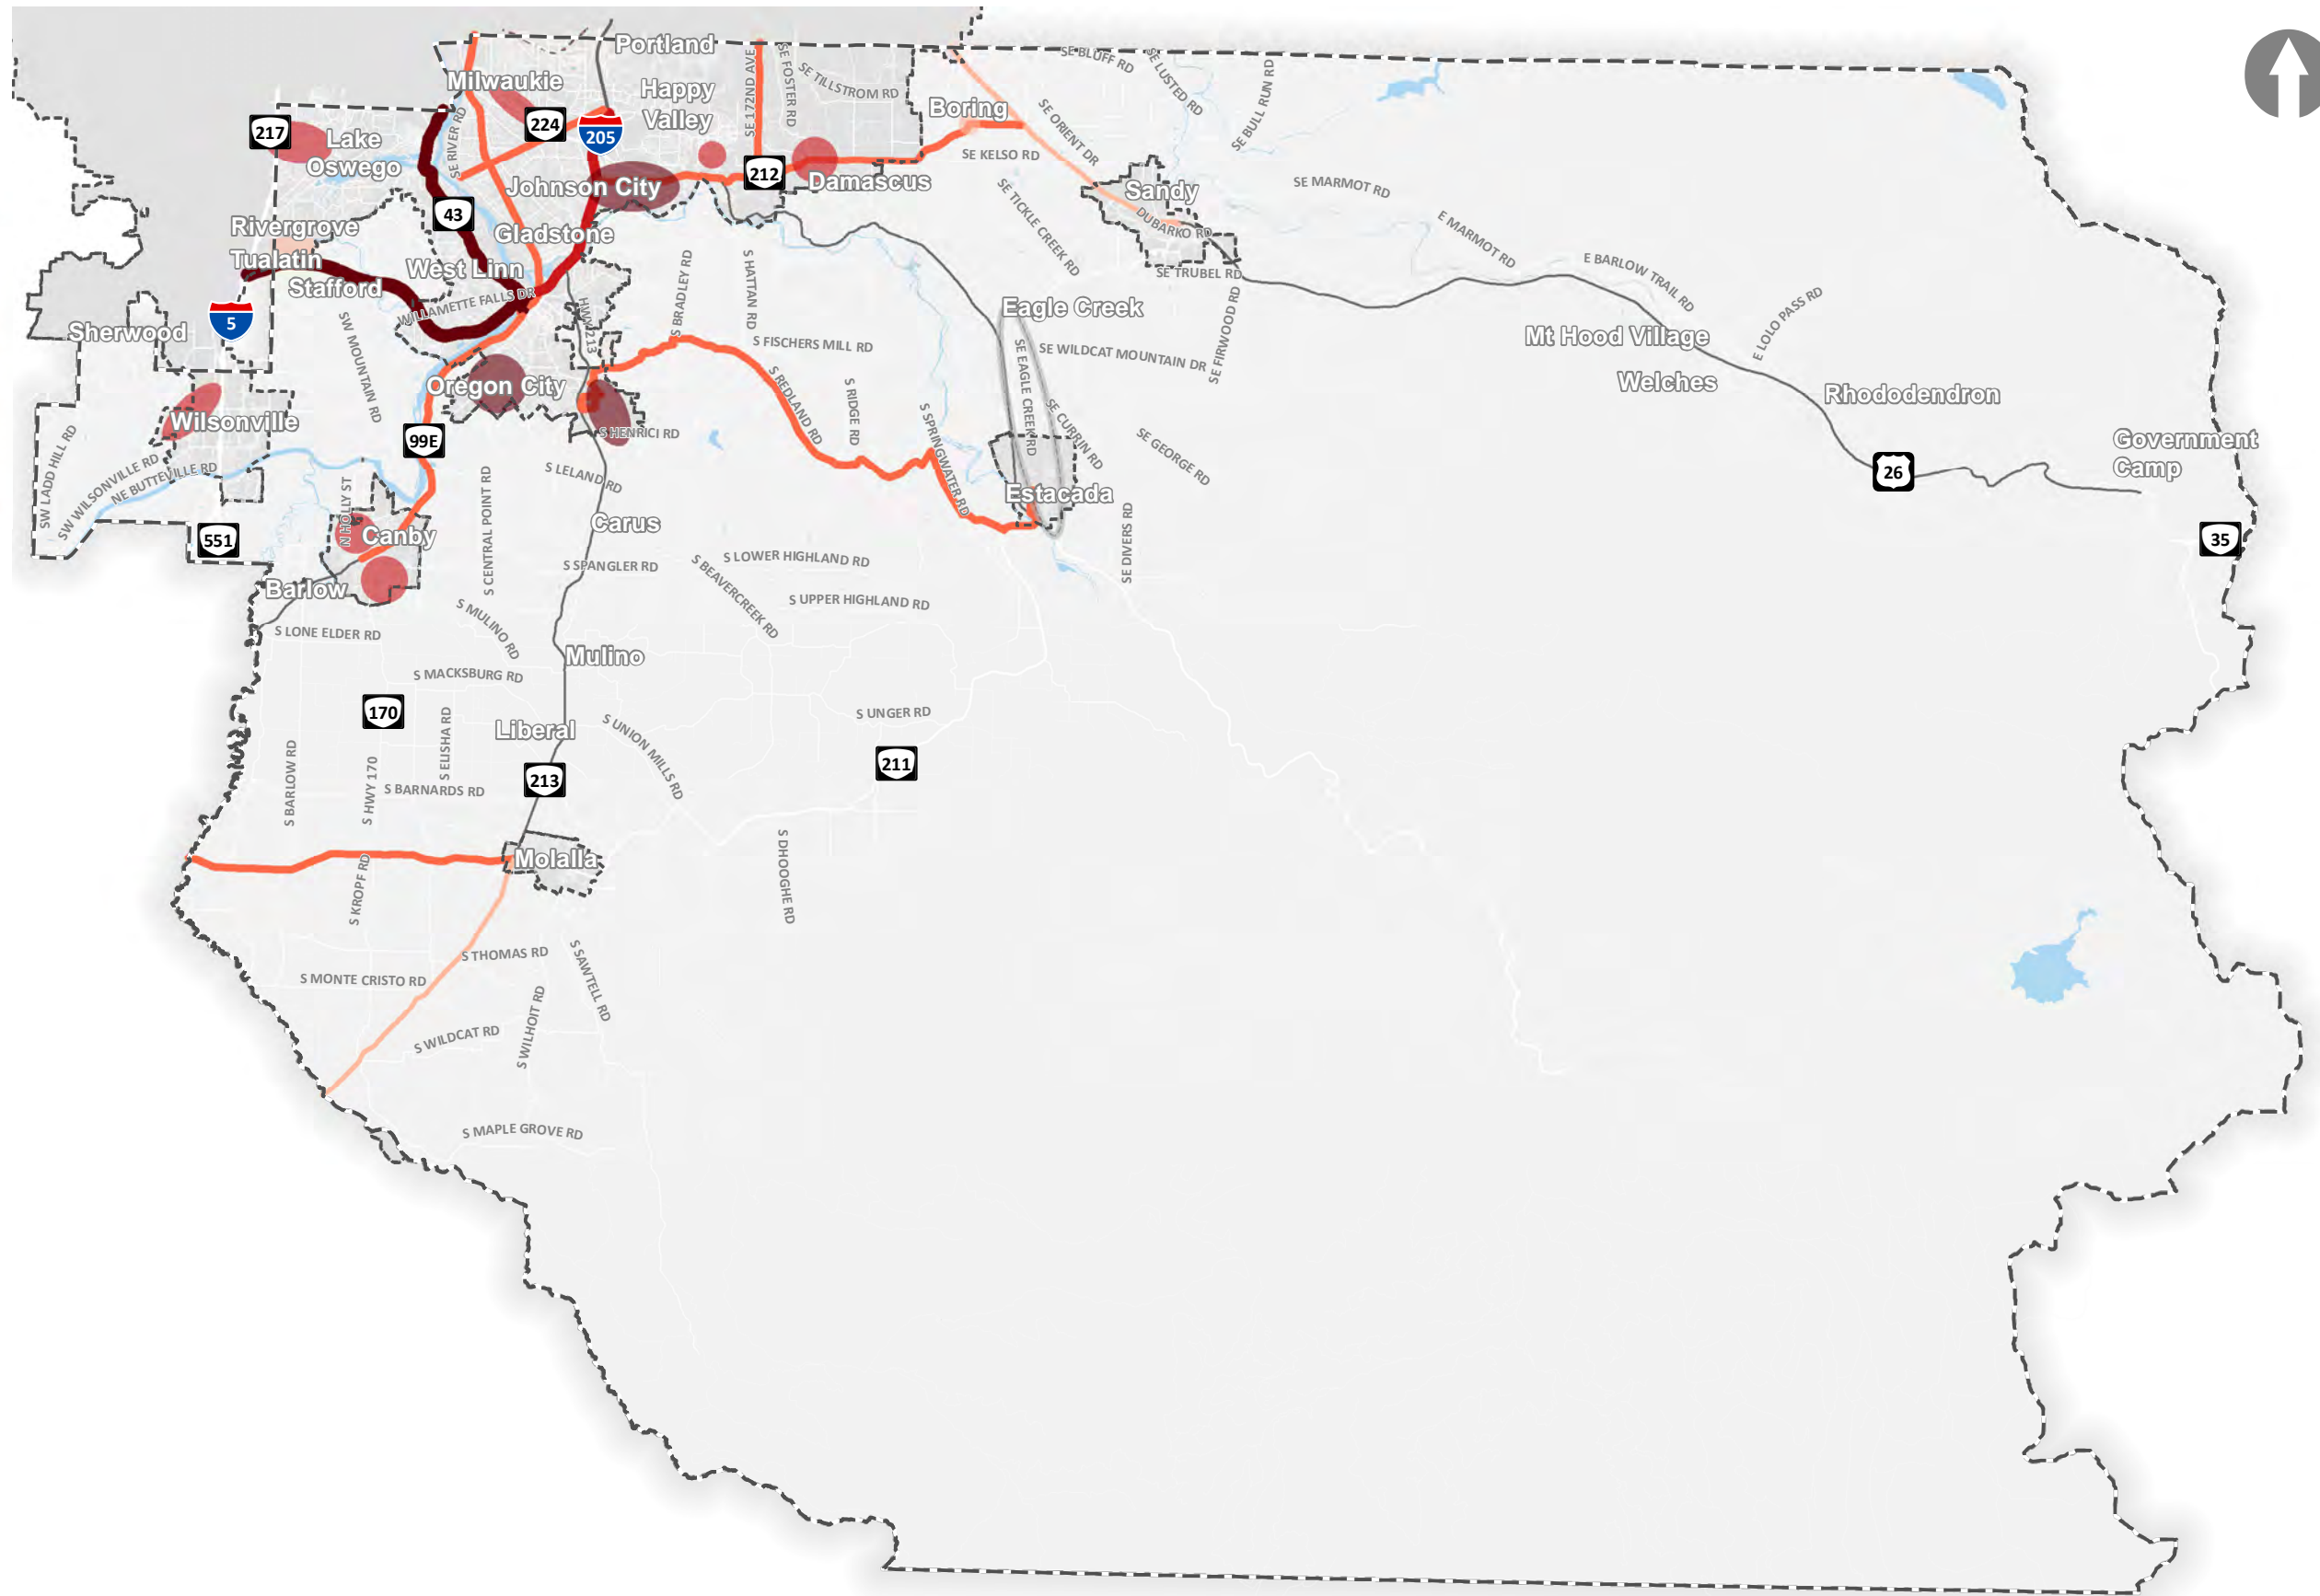 Portland
Milwaukie
Happy
Valley
SE 172ND AVE
SE FOSTER RD
SE TILLSTROM RD
SE BLUFF RD
SE LUSTED RD
SE BULL RUN RD
Boring
SE ORIENT DR
217
Lake
Oswego
SE RIVER RD
224
205
SE KELSO RD
Johnson City
212
Damascus
Sandy
SE MARMOT RD
43
SE TICKLE CREEK RD
DUBARKO RD
E MARMOT RD
Rivergrove
Gladstone
Tualatin
West Linn
Stafford
S BRADLEY RD
S HATTAN RD
SE TRUBEL RD
E BARLOW TRAIL RD
WILLAMETTE FALLS DR
HWY 213
Eagle Creek
SE FIRWOOD RD
E LOLO PASS RD
5
Sherwood
SW MOUNTAIN RD
S FISCHERS MILL RD
SE EAGLE CREEK RD
SE WILDCAT MOUNTAIN DR
Mt Hood Village
Welches
Oregon City
S REDLAND RD
S RIDGE RD
SE CURRIN RD
Rhododendron
Wilsonville
99E
S HENRICI RD
S SPRINGWATER RD
SE GEORGE RD
Government
Camp
SW LADD HILL RD
SW WILSONVILLE RD
NE BUTTEVILLE RD
S LELAND RD
26
N HOLLY ST
S CENTRAL POINT RD
Estacada
551
Canby
Carus
SE DIVERS RD
35
Barlow
S SPANGLER RD
S BEAVERCREEK RD
S LOWER HIGHLAND RD
S UPPER HIGHLAND RD
S LONE ELDER RD
S MULINO RD
Mulino
S MACKSBURG RD
170
S ELISHA RD
Liberal
S UNION MILLS RD
S UNGER RD
S BARLOW RD
S HWY 170
S BARNARDS RD
213
211
S KROPF RD
Molalla
S DHOOGHE RD
S THOMAS RD
S SAWTELL RD
S MONTE CRISTO RD
S WILDCAT RD
S WILHOIT RD
S MAPLE GROVE RD